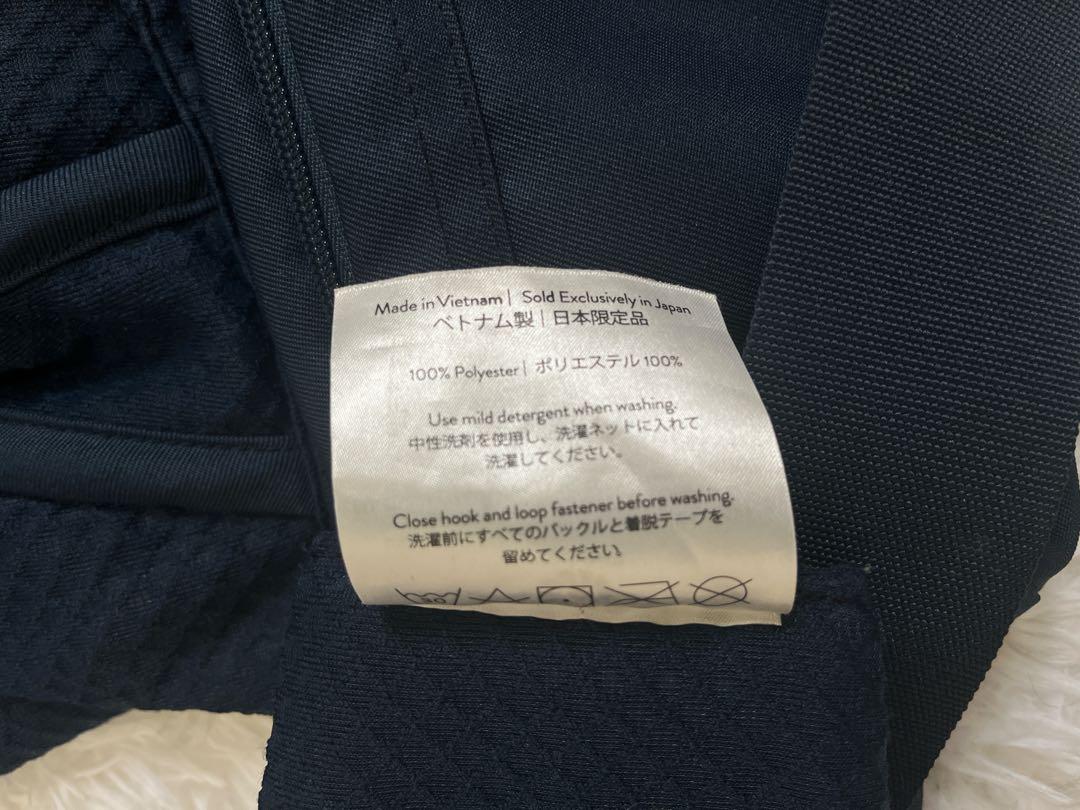 Made in Vietnam | Sold Exclusively in Japan
ベトナム製 | 日本限定品
100% Polyester | ポリエステル 100%
Use mild detergent when washing.
中性洗剤を使用し、洗濯ネットに入れて
洗濯してください。
Close hook and loop fastener before washing.
洗濯前にすべてのバックルと着脱テープを
留めてください。